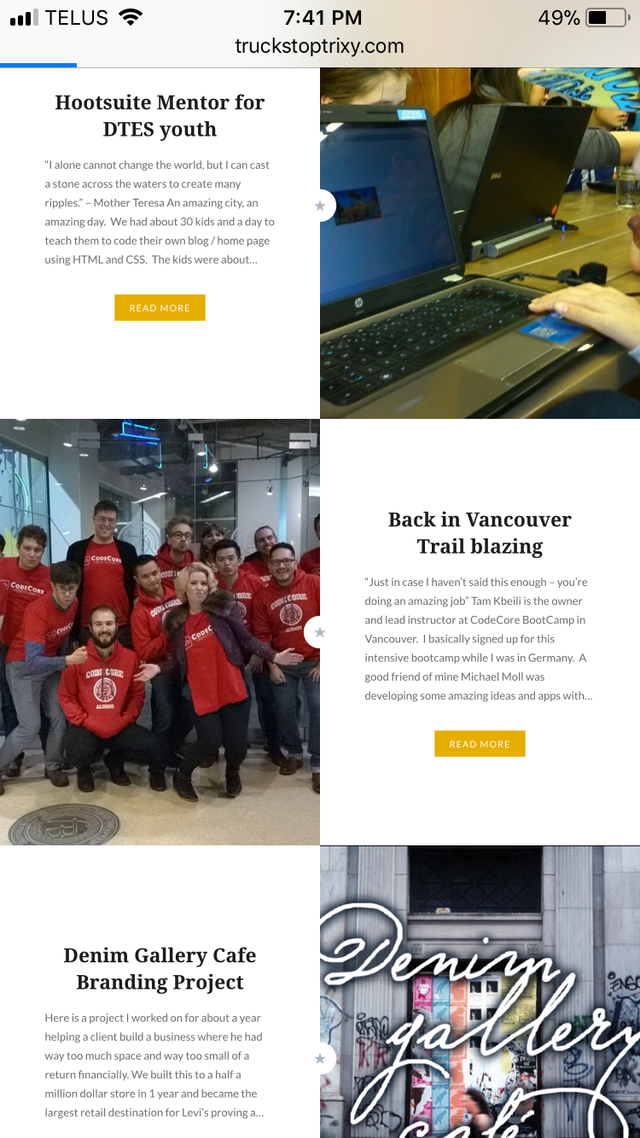 TELUS 7:41 PM 49%
truckstoptrixy.com
Hootsuite Mentor for
DTES youth
“I alone cannot change the world, but I can cast
a stone across the waters to create many
ripples.” – Mother Teresa An amazing city, an
amazing day.  We had about 30 kids and a day to
teach them to code their own blog / home page
using HTML and CSS.  The kids were about…
READ MORE
DELL
hp
CODECORE
CODECORE
CODE CORE
ALUMNI
Back in Vancouver
Trail blazing
“Just in case I haven’t said this enough – you’re
doing an amazing job” Tam Kbeili is the owner
and lead instructor at CodeCore BootCamp in
Vancouver.  I basically signed up for this
intensive bootcamp while I was in Germany.  A
good friend of mine Michael Moll was
developing some amazing ideas and apps with…
READ MORE
Denim Gallery Cafe
Branding Project
Here is a project I worked on for about a year
helping a client build a business where he had
way too much space and way too small of a
return financially. We built this to a half a
million dollar store in 1 year and became the
largest retail destination for Levi’s proving a…
Denim
gallery
café